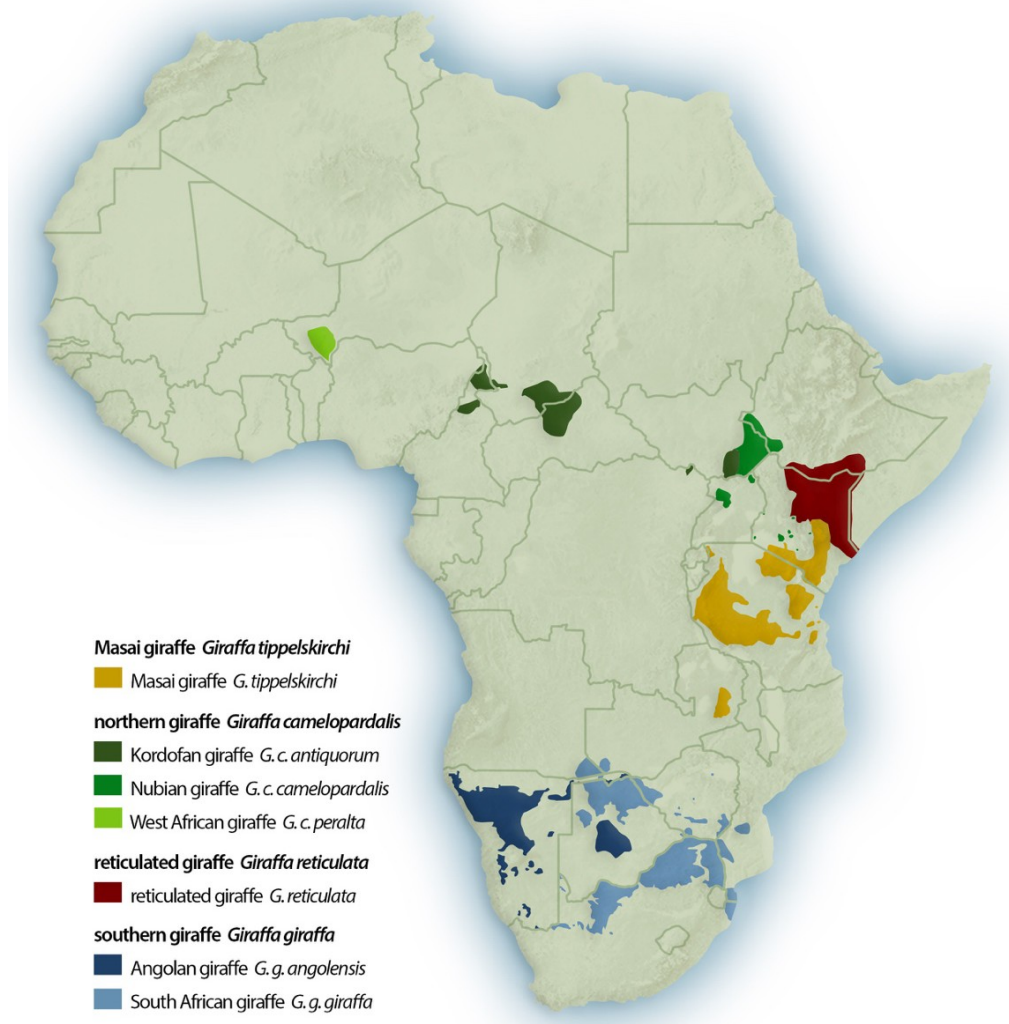 Masai giraffe Giraffa tippelskirchi
Masai giraffe G. tippelskirchi
northern giraffe Giraffa camelopardalis
Kordofan giraffe G. c. antiquorum
Nubian giraffe G. c. camelopardalis
West African giraffe G. c. peralta
reticulated giraffe Giraffa reticulata
reticulated giraffe G. reticulata
southern giraffe Giraffa giraffa
Angolan giraffe G. g. angolensis
South African giraffe G. g. giraffa